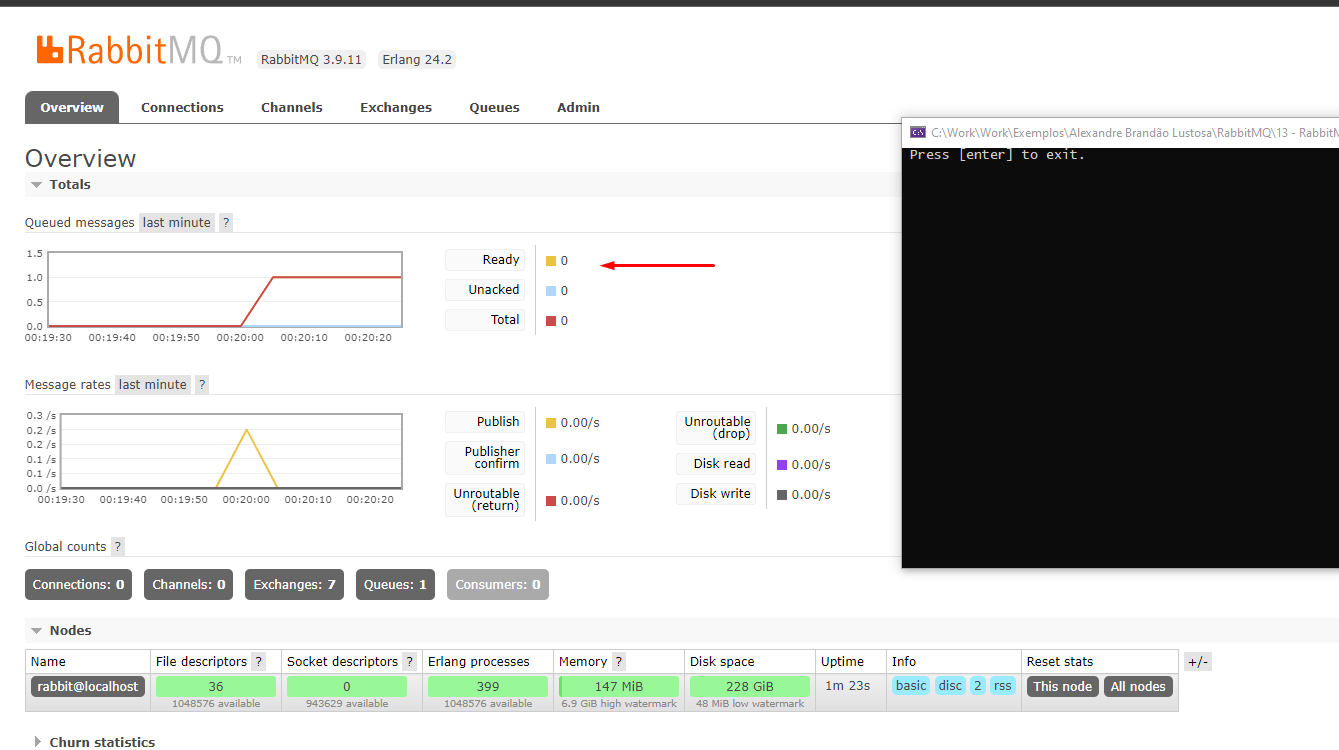 RabbitMQ TM RabbitMQ 3.9.11 Erlang 24.2
Overview Connections Channels Exchanges Queues Admin
C:\Work\Work\Exemplos\Alexandre Brandão Lustosa\RabbitMQ\13 - RabbitM
Press [enter] to exit.
Overview
Totals
Queued messages last minute ?
1.5
1.0
0.5
0.0
00:19:30 00:19:40 00:19:50 00:20:00 00:20:10 00:20:20
Ready 0
Unacked 0
Total 0
Message rates last minute ?
0.3 /s
0.2 /s
0.2 /s
0.1 /s
0.1 /s
0.0 /s
00:19:30 00:19:40 00:19:50 00:20:00 00:20:10 00:20:20
Publish 0.00/s
Publisher
confirm 0.00/s
Unroutable
(return) 0.00/s
Unroutable
(drop) 0.00/s
Disk read 0.00/s
Disk write 0.00/s
Global counts ?
Connections: 0 Channels: 0 Exchanges: 7 Queues: 1 Consumers: 0
Nodes
Name File descriptors ? Socket descriptors ? Erlang processes Memory ? Disk space Uptime Info Reset stats +/-
rabbit@localhost 36 0 399 147 MiB 228 GiB 1m 23s basic disc 2 rss This node All nodes
1048576 available 943629 available 1048576 available 6.9 GiB high watermark 48 MiB low watermark
Churn statistics